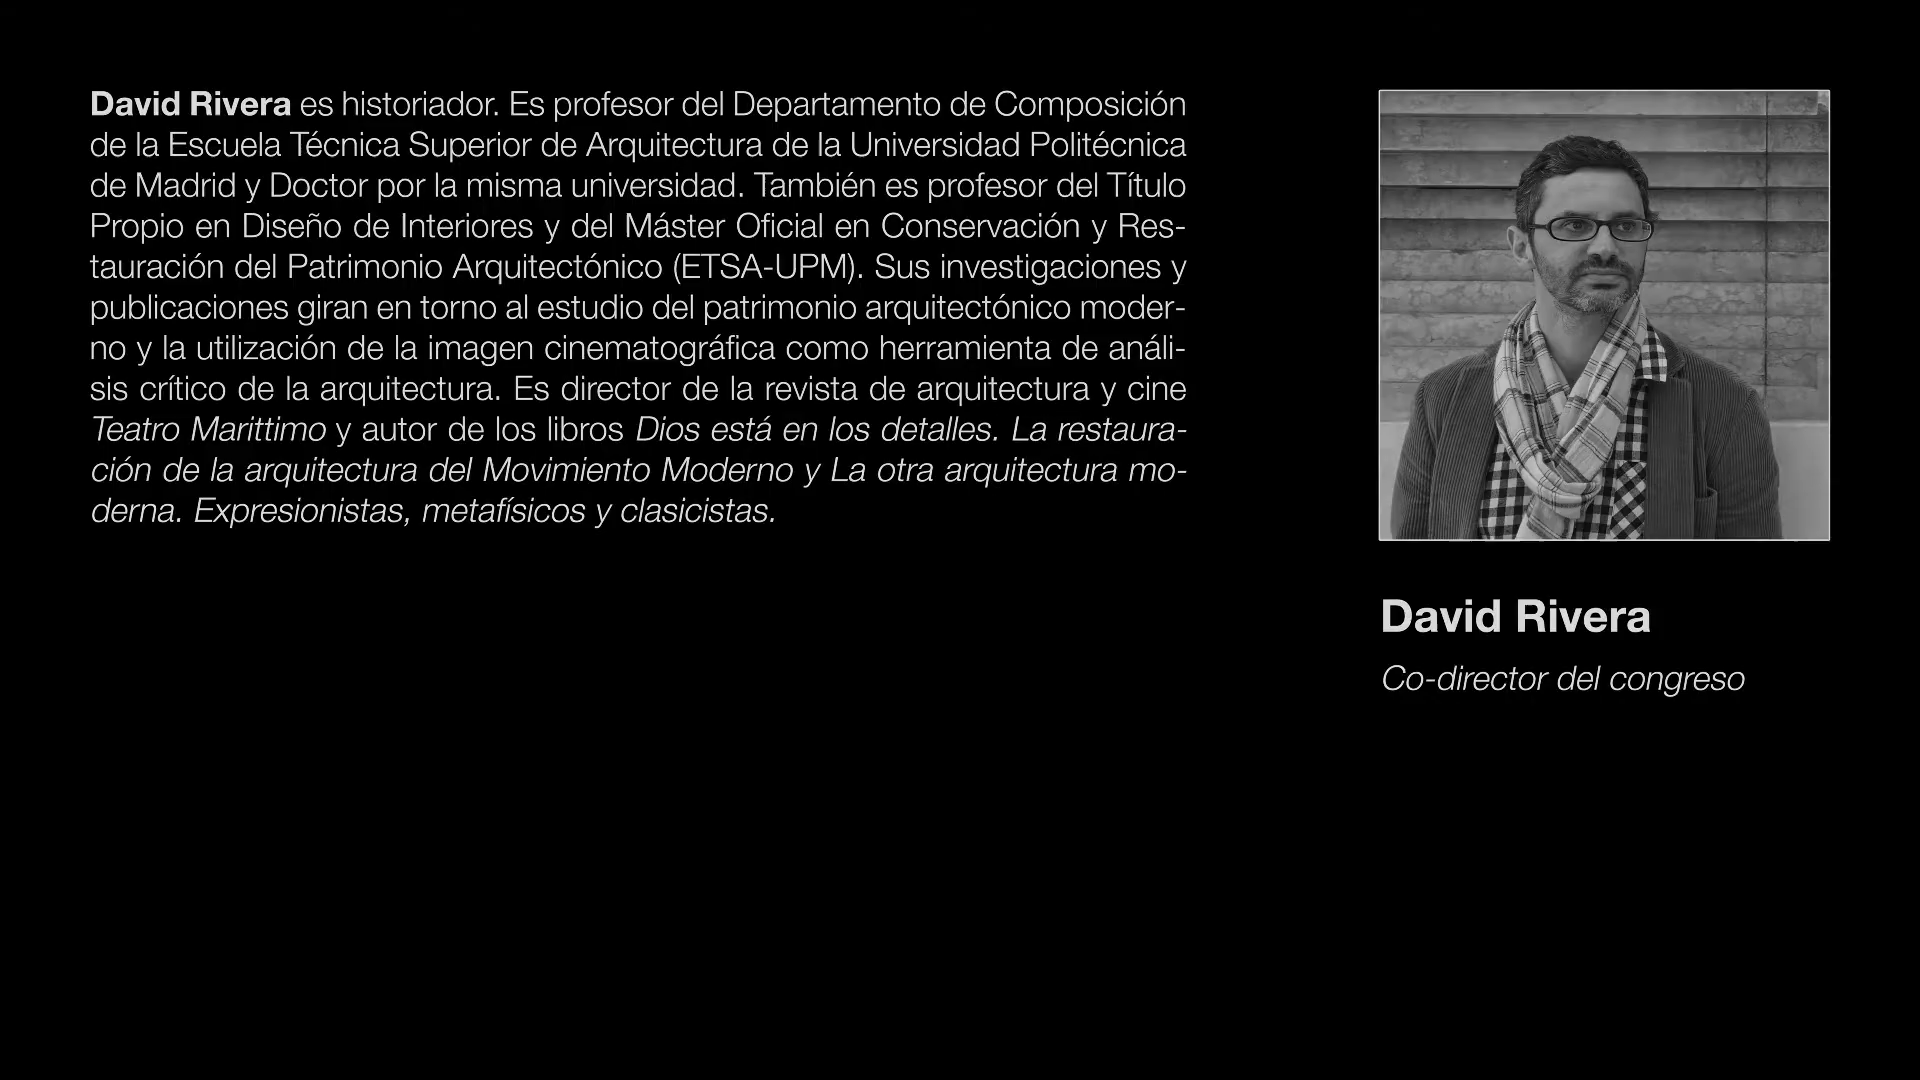 David Rivera es historiador. Es profesor del Departamento de Composición
de la Escuela Técnica Superior de Arquitectura de la Universidad Politécnica
de Madrid y Doctor por la misma universidad. También es profesor del Título
Propio en Diseño de Interiores y del Máster Oficial en Conservación y Res-
tauración del Patrimonio Arquitectónico (ETSA-UPM). Sus investigaciones y
publicaciones giran en torno al estudio del patrimonio arquitectónico moder-
no y la utilización de la imagen cinematográfica como herramienta de análi-
sis crítico de la arquitectura. Es director de la revista de arquitectura y cine
Teatro Marittimo y autor de los libros Dios está en los detalles. La restaura-
ción de la arquitectura del Movimiento Moderno y La otra arquitectura mo-
derna. Expresionistas, metafísicos y clasicistas.
David Rivera
Co-director del congreso